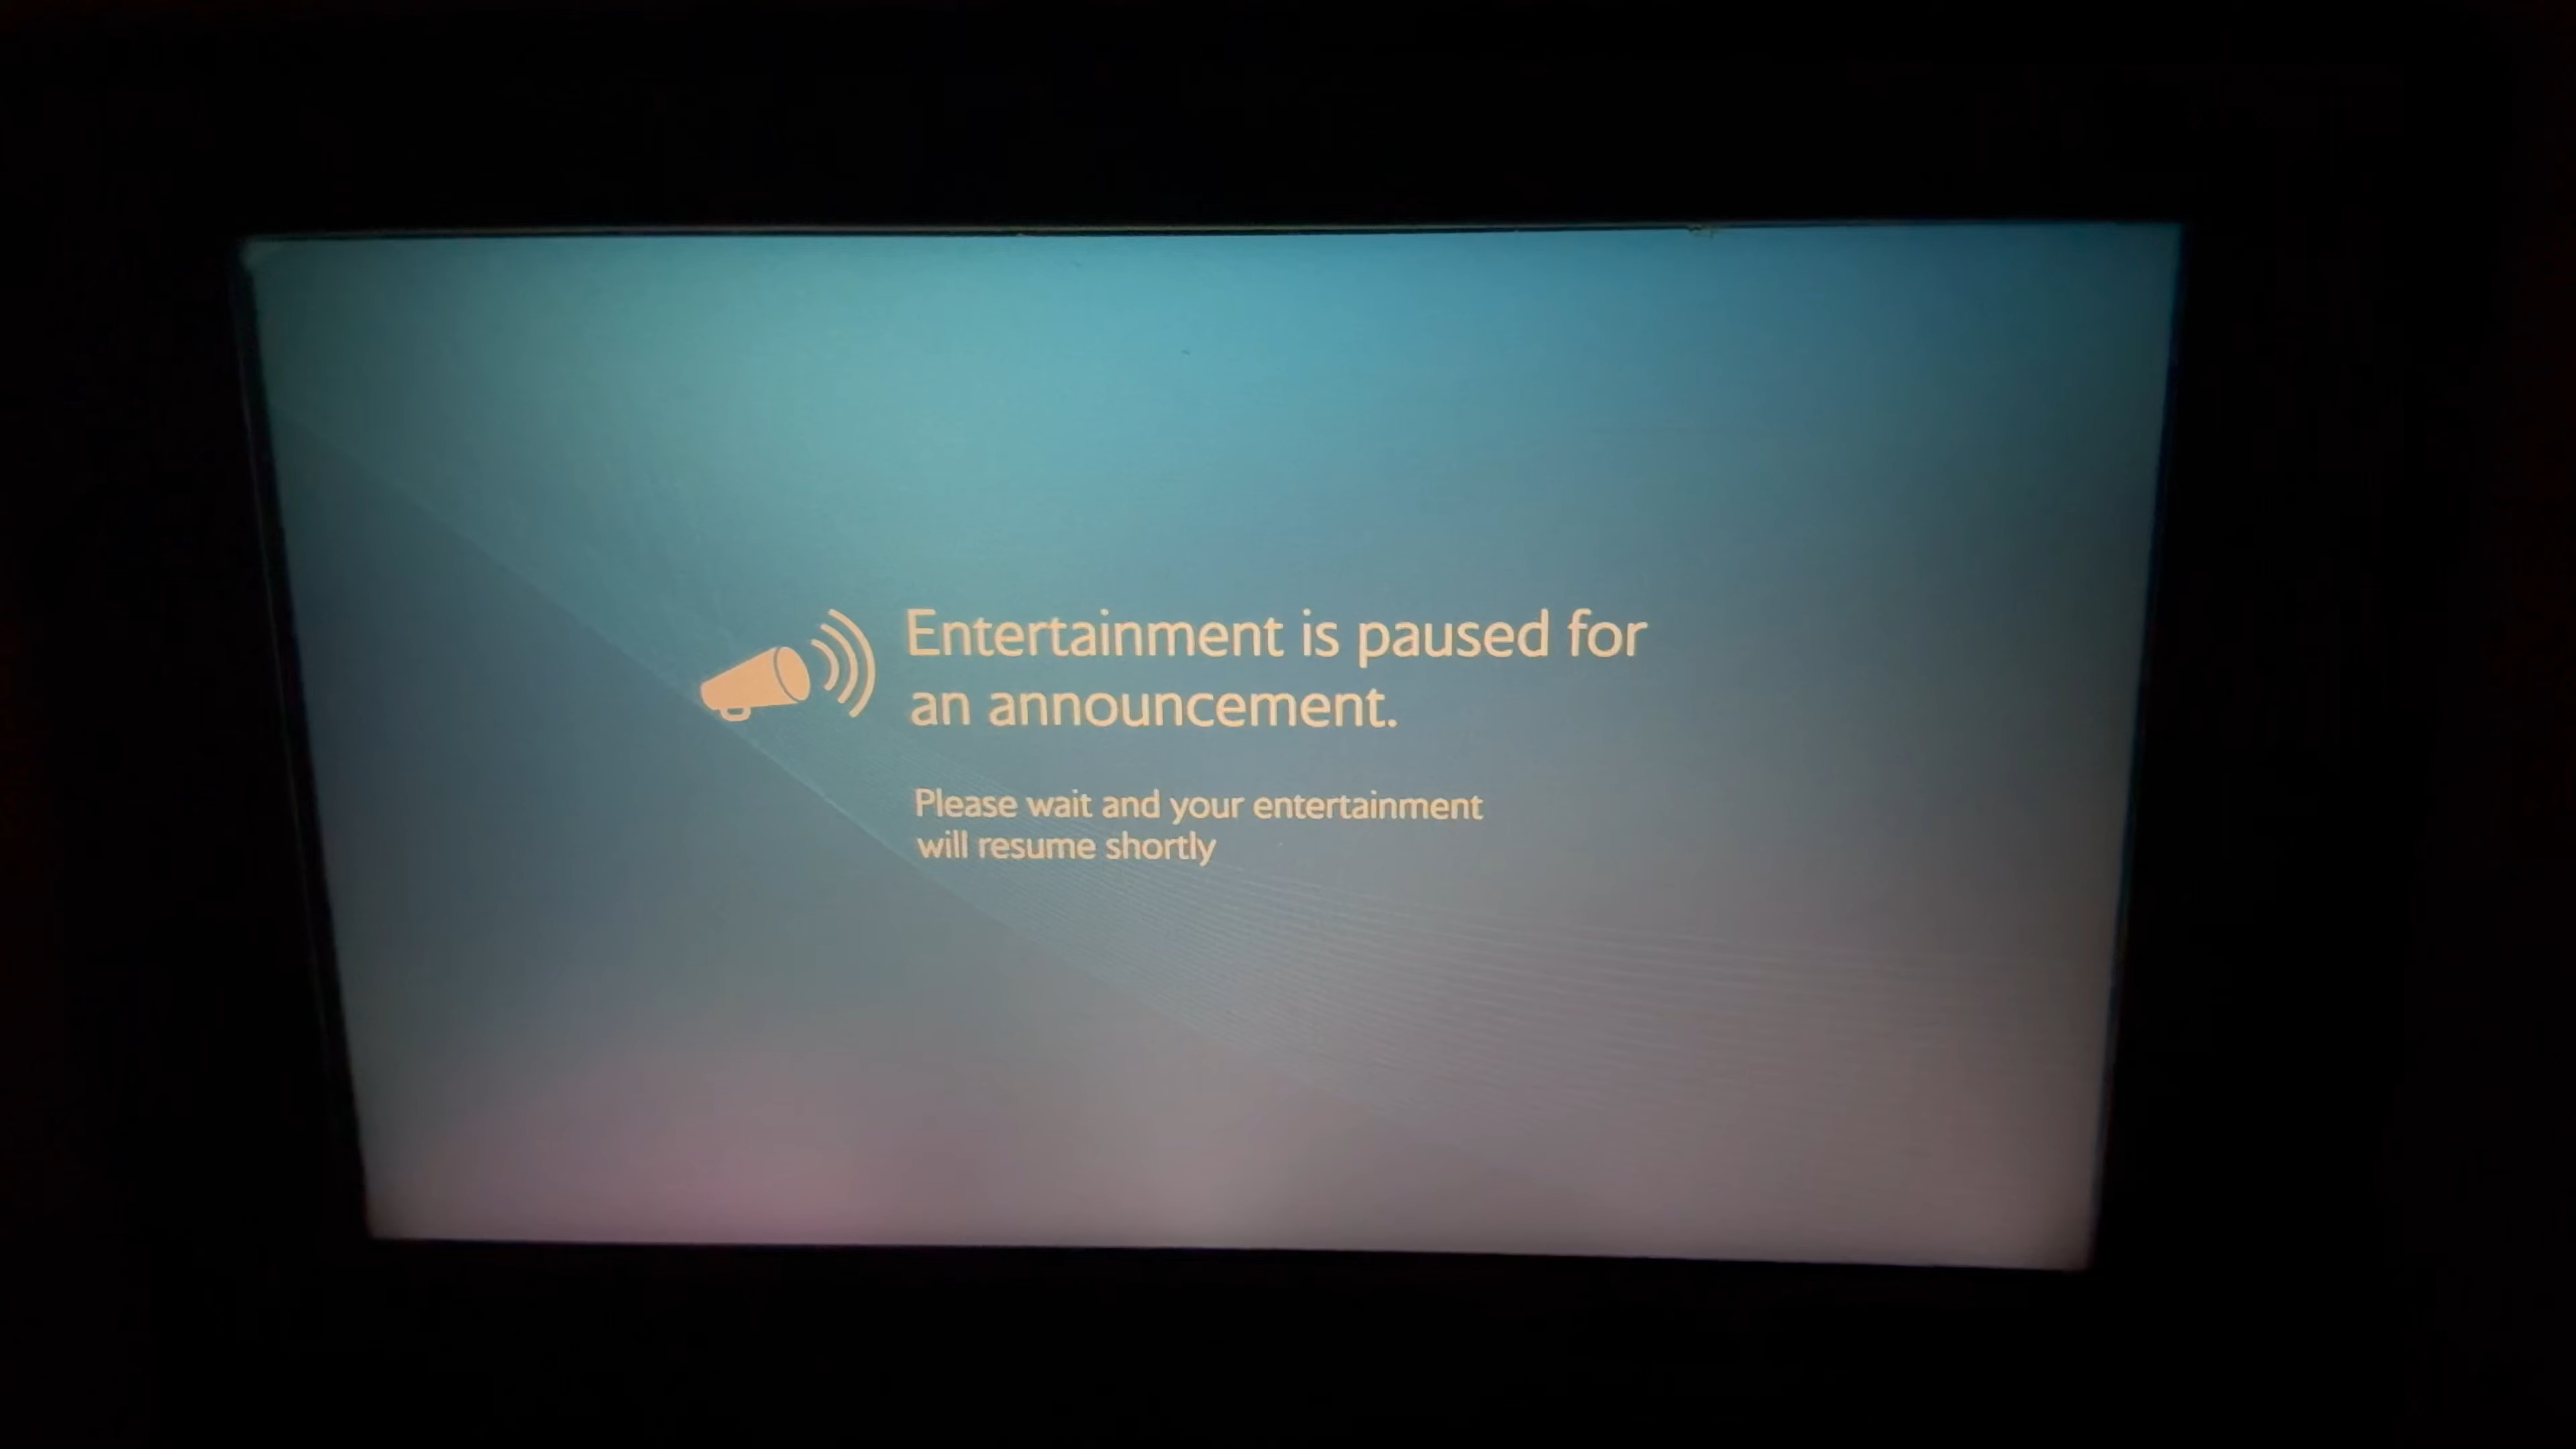 Entertainment is paused for
an announcement.
Please wait and your entertainment
will resume shortly